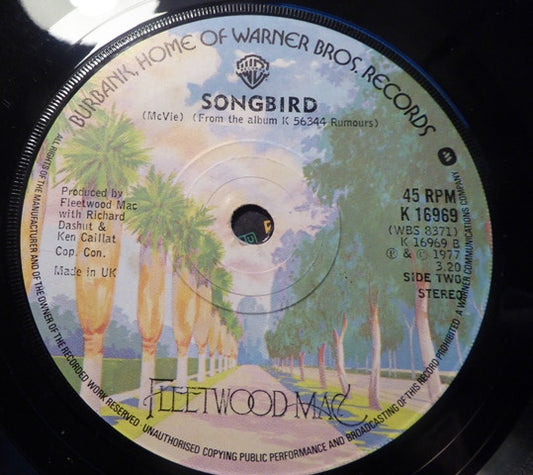 BURBANK, HOME OF WARNER BROS. RECORDS
SONGBIRD
(McVie) (From the album K 56344 Rumours)
Produced by
Fleetwood Mac
with Richard
Dashut &
Ken Caillat
Cop. Con.
Made in UK
45 RPM
K 16969
(WBS 8371)
K 16969 B
Ⓟ & © 1977
3.20
SIDE TWO
STEREO
FLEETWOOD MAC
ALL RIGHTS OF THE MANUFACTURER AND OF THE OWNER OF THE RECORDED WORK RESERVED. UNAUTHORISED COPYING PUBLIC PERFORMANCE AND BROADCASTING OF THIS RECORD PROHIBITED. A WARNER COMMUNICATIONS COMPANY